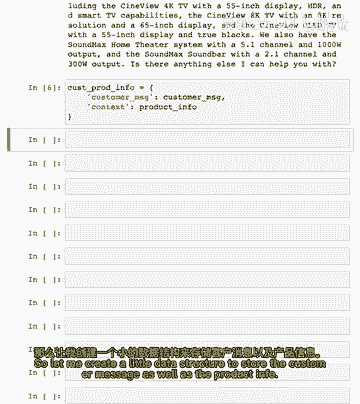 luding the CineView 4K TV with a 55-inch display, HDR, an
d smart TV capabilities, the CineView 8K TV with an 8K re
solution and a 65-inch display, and the CineView OLED TV
with a 55-inch display and true blacks. We also have the
SoundMax Home Theater system with a 5.1 channel and 1000W
output, and the SoundMax Soundbar with a 2.1 channel and
300W output. Is there anything else I can help you with?
In [6]: cust_prod_info = {
'customer_msg': customer_msg,
'context': product_info
}
In [ ]:
In [ ]:
In [ ]:
In [ ]:
In [ ]:
In [ ]:
In [ ]:
In [ ]:
In [ ]:
In [ ]:
那么让我创建一个小的数据结构来存储客户消息以及产品信息。
So let me create a little data structure to store the custom
er message as well as the product info.
In [ ]:
In [ ]: